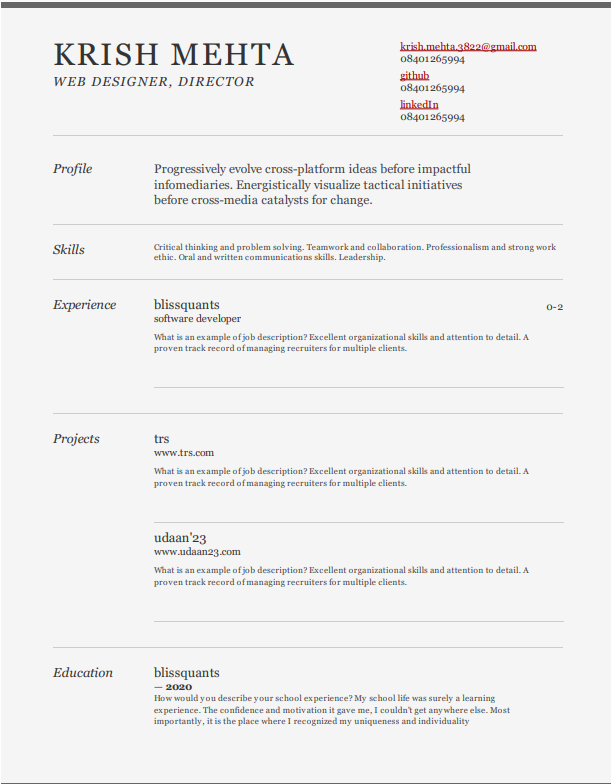 KRISH MEHTA
WEB DESIGNER, DIRECTOR
krish.mehta.3822@gmail.com
08401265994
github
08401265994
linkedIn
08401265994
Profile
Progressively evolve cross-platform ideas before impactful
infomediaries. Energistically visualize tactical initiatives
before cross-media catalysts for change.
Skills
Critical thinking and problem solving. Teamwork and collaboration. Professionalism and strong work
ethic. Oral and written communications skills. Leadership.
Experience
blissquants
0-2
software developer
What is an example of job description? Excellent organizational skills and attention to detail. A
proven track record of managing recruiters for multiple clients.
Projects
trs
www.trs.com
What is an example of job description? Excellent organizational skills and attention to detail. A
proven track record of managing recruiters for multiple clients.
udaan'23
www.udaan23.com
What is an example of job description? Excellent organizational skills and attention to detail. A
proven track record of managing recruiters for multiple clients.
Education
blissquants
— 2020
How would you describe your school experience? My school life was surely a learning
experience. The confidence and motivation it gave me, I couldn't get anywhere else. Most
importantly, it is the place where I recognized my uniqueness and individuality